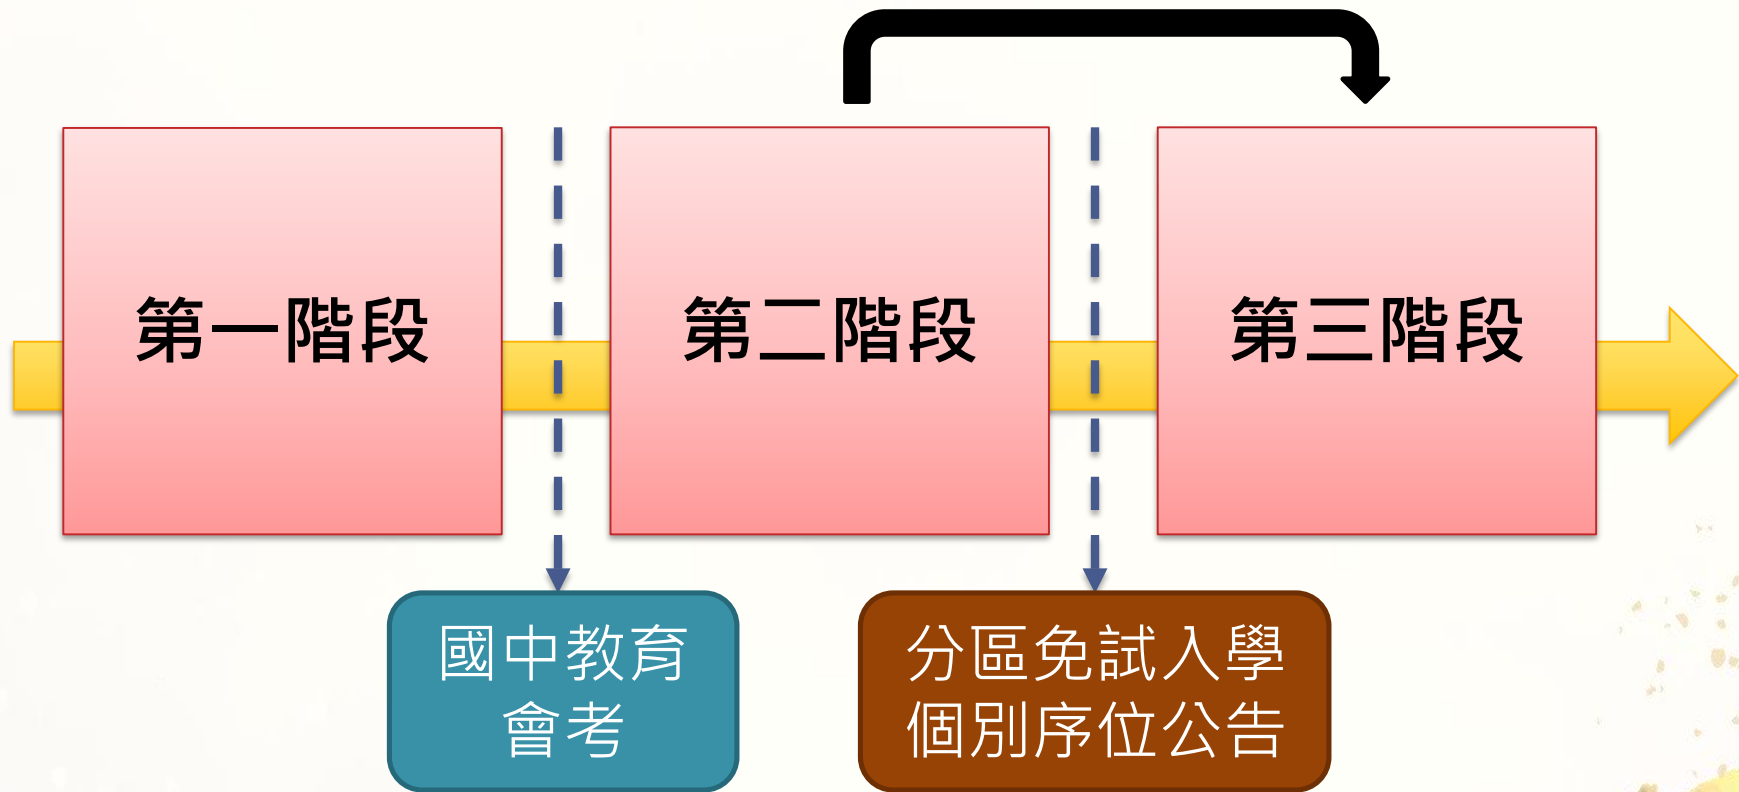 第一階段
第二階段
第三階段
國中教育
會考
分區免試入學
個別序位公告